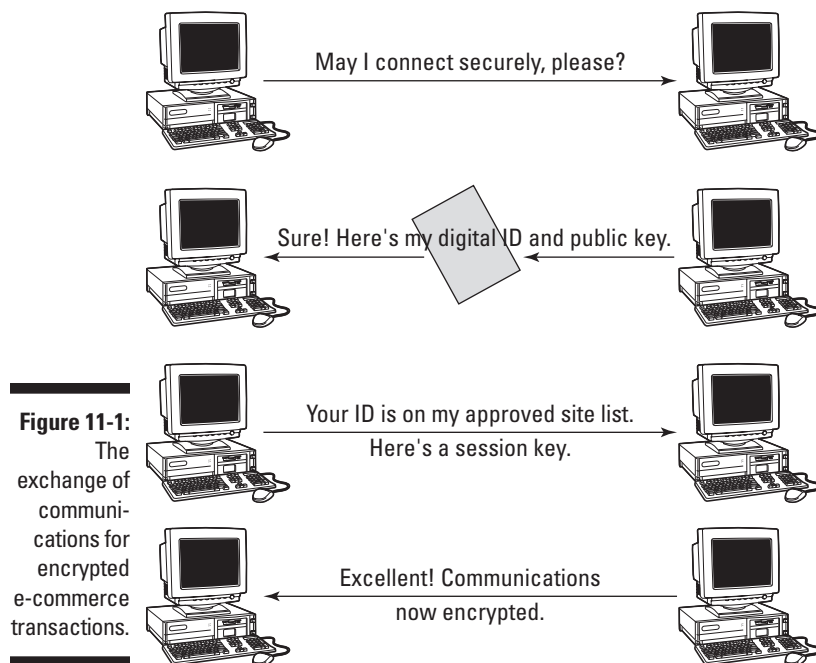 May I connect securely, please?
Sure! Here's my digital ID and public key.
Your ID is on my approved site list.
Here's a session key.
Excellent! Communications
now encrypted.
Figure 11-1:
The
exchange of
communi-
cations for
encrypted
e-commerce
transactions.